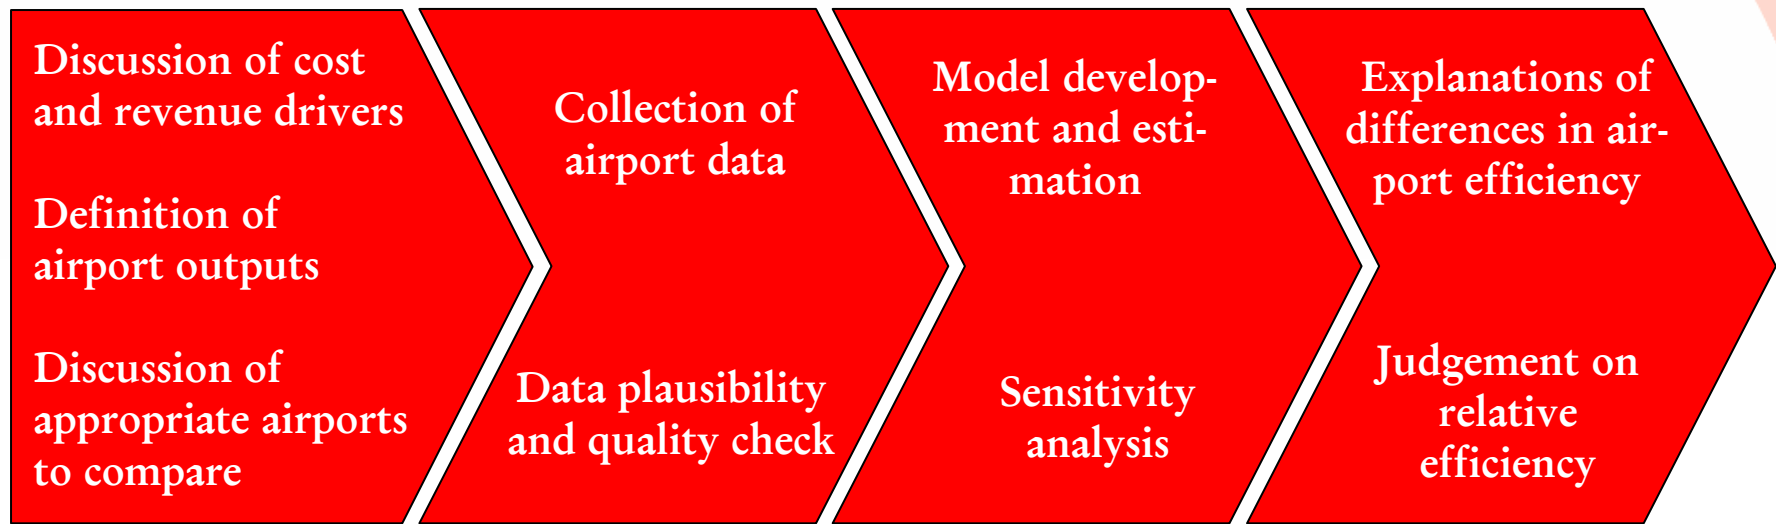 Discussion of cost
and revenue drivers
Definition of
airport outputs
Discussion of
appropriate airports
to compare
Collection of
airport data
Data plausibility
and quality check
Model develop-
ment and esti-
mation
Sensitivity
analysis
Explanations of
differences in air-
port efficiency
Judgement on
relative
efficiency